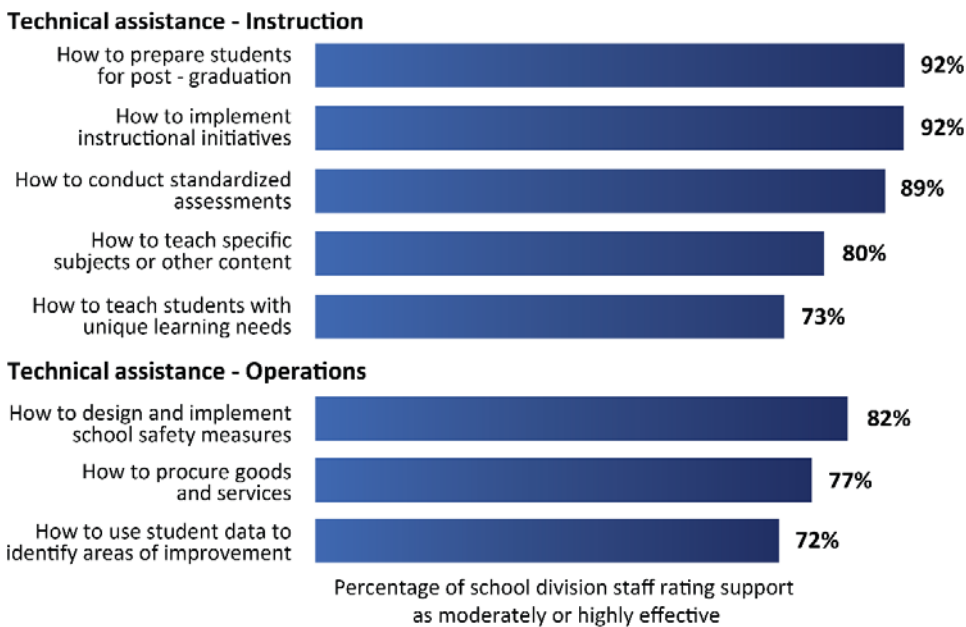 Technical assistance - Instruction
How to prepare students
for post - graduation
92%
How to implement
instructional initiatives
92%
How to conduct standardized
assessments
89%
How to teach specific
subjects or other content
80%
How to teach students with
unique learning needs
73%
Technical assistance - Operations
How to design and implement
school safety measures
82%
How to procure goods
and services
77%
How to use student data to
identify areas of improvement
72%
Percentage of school division staff rating support
as moderately or highly effective